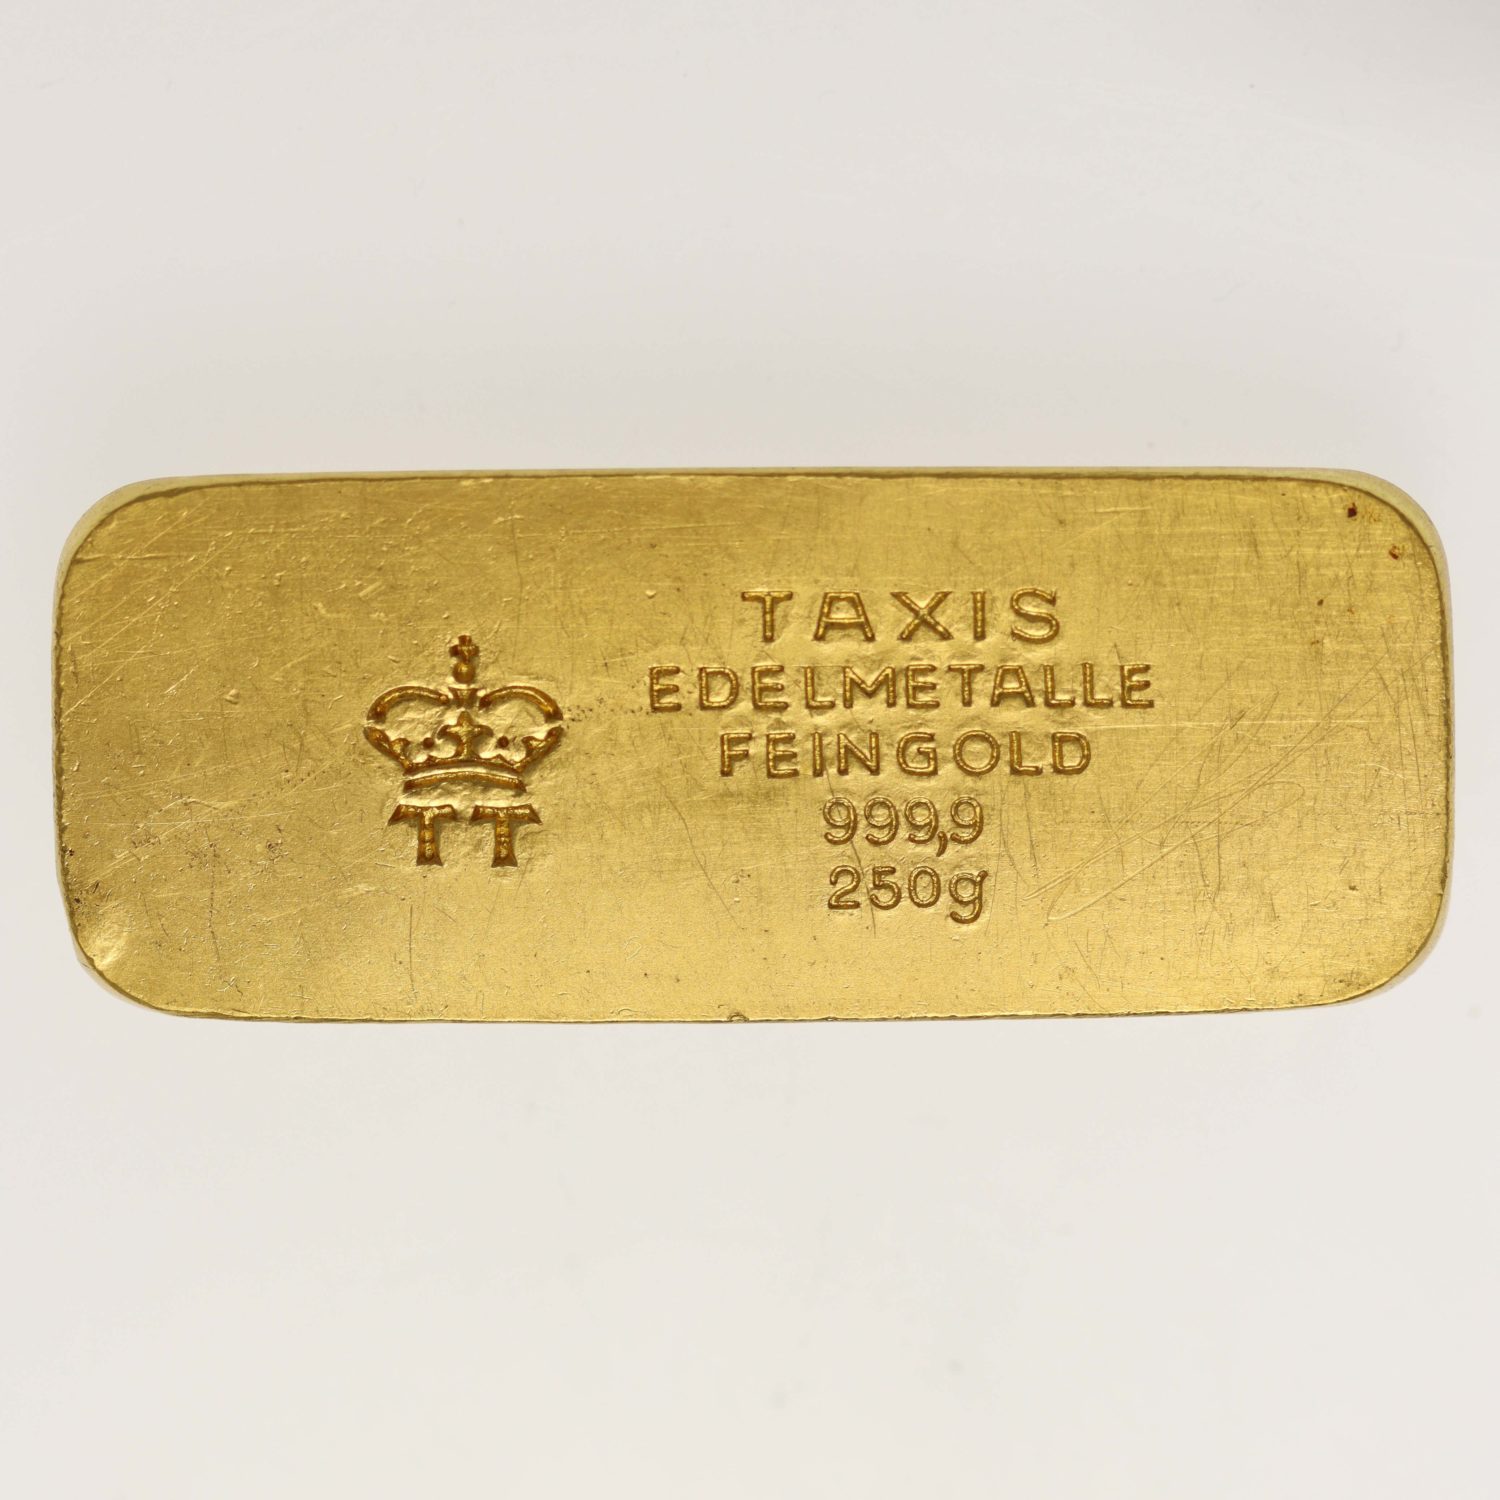 TT
TAXIS
EDELMETALLE
FEINGOLD
999,9
250g